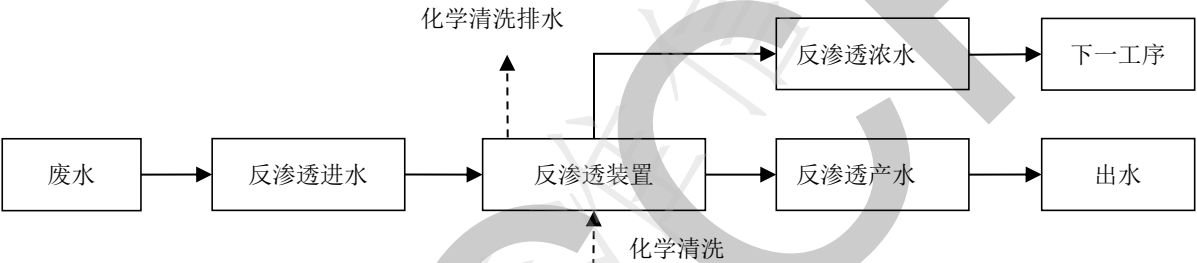 化学清洗排水
反渗透浓水
下一工序
废水
反渗透进水
反渗透装置
反渗透产水
出水
化学清洗